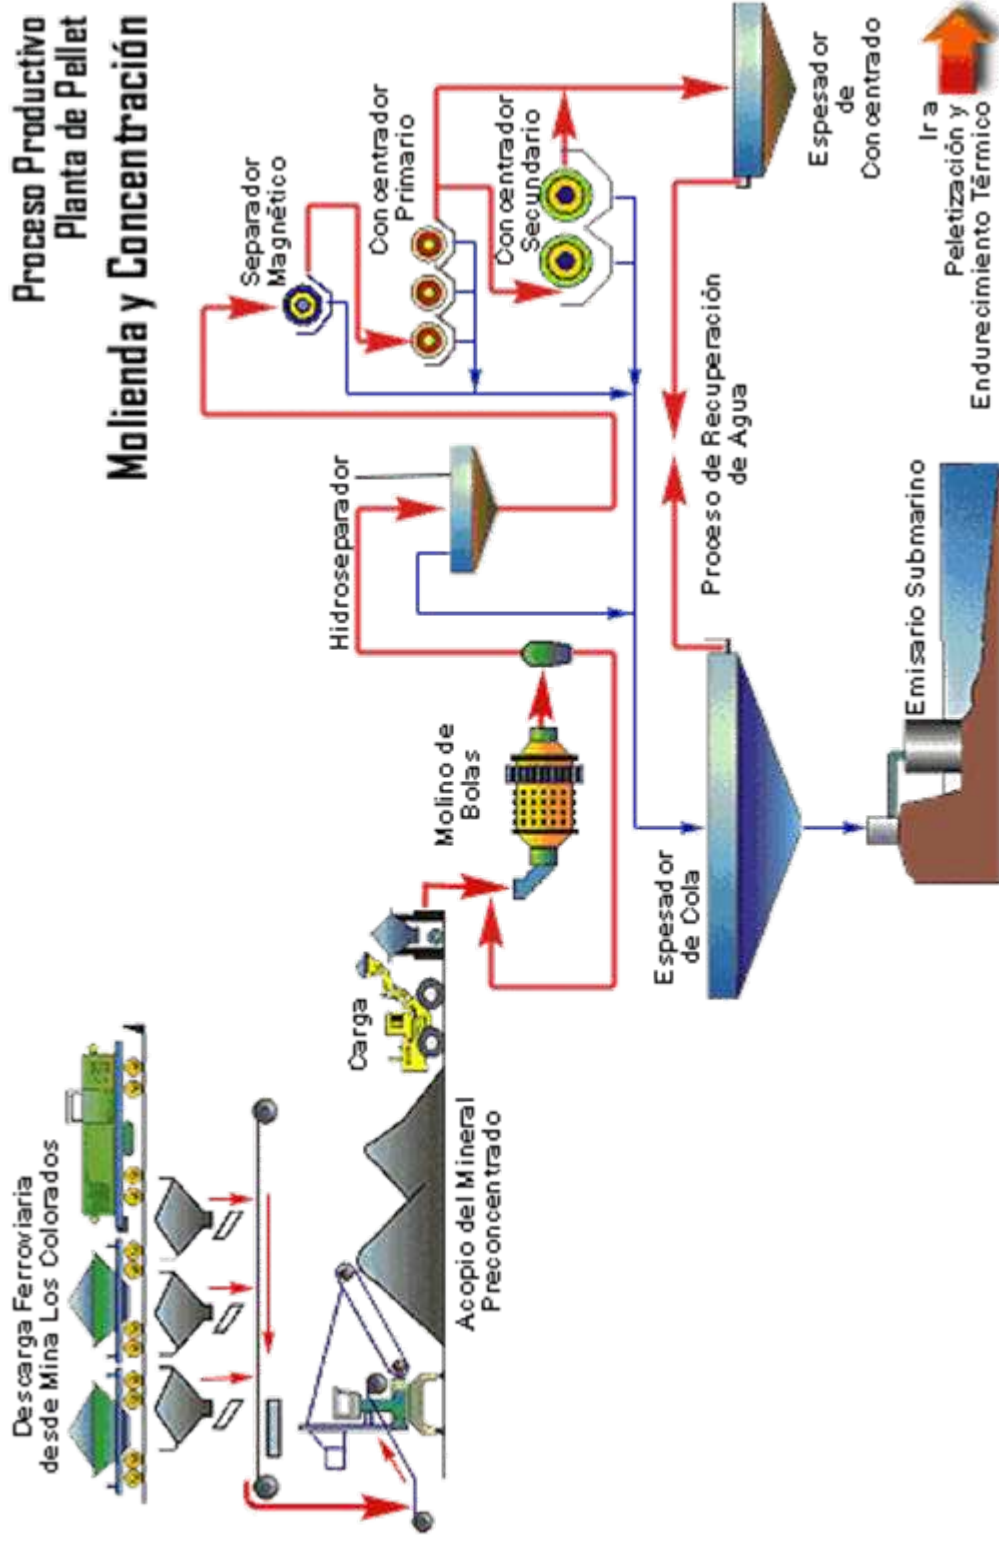 Proceso Productivo
Planta de Pellet
Molienda y Concentración
Descarga Ferroviaria
desde Mina Los Colorados
Acopio del Mineral
Preconcentrado
Carga
Molino de
Bolas
Hidroseparador
Separador
Magnético
Concentrador
Primario
Concentrador
Secundario
Espesador
de Cola
Proceso de Recuperación
de Agua
Espesador
de
Concentrado
Emisario Submarino
Ir a
Peletización y
Endurecimiento Térmico